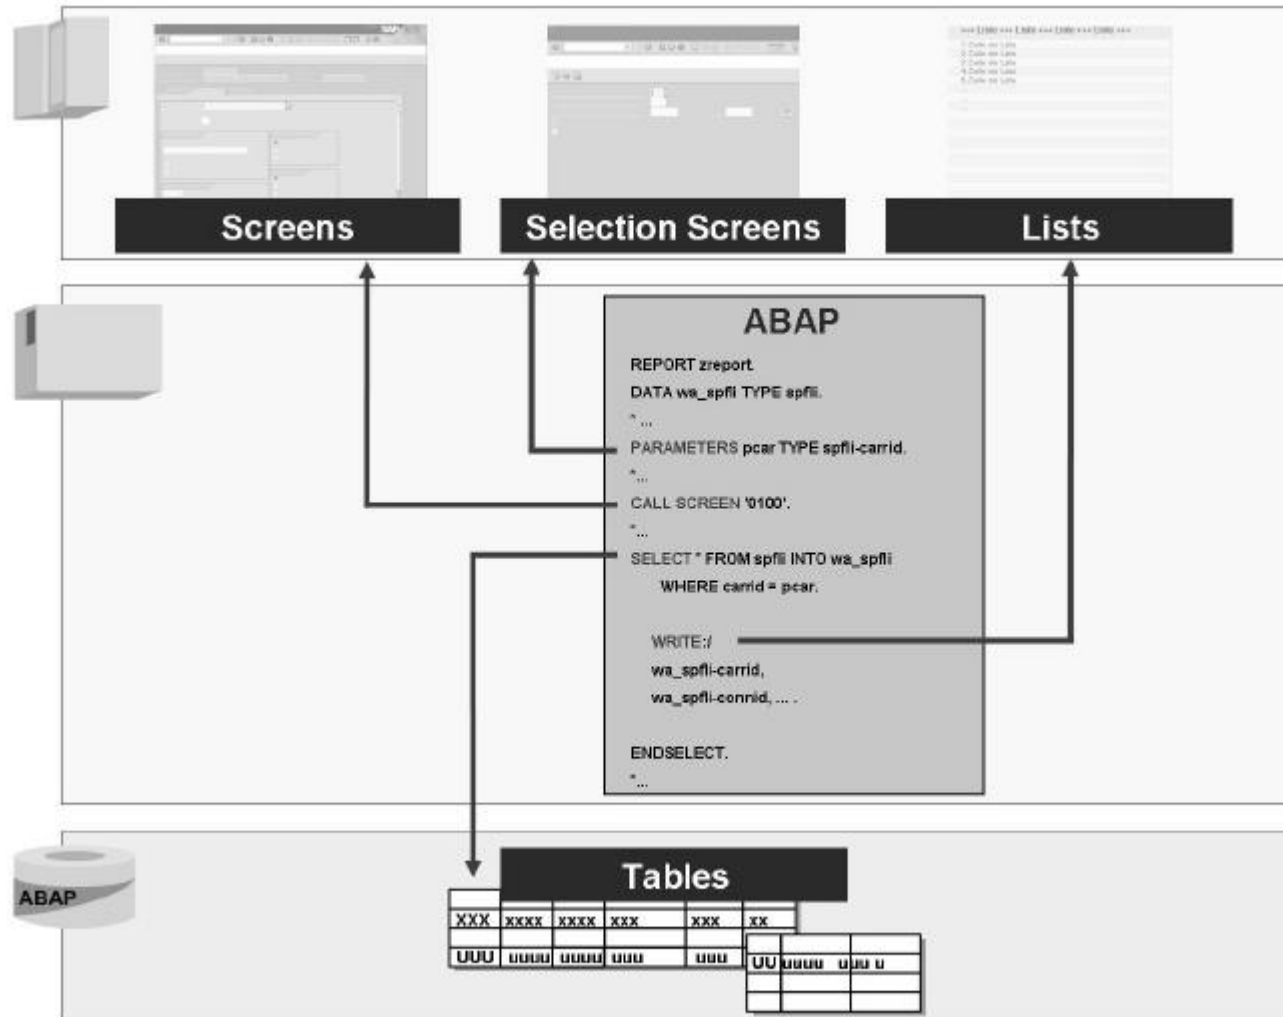 Screens
Selection Screens
Lists
ABAP
REPORT zreport.
DATA wa_spfli TYPE spfli.
* ...
PARAMETERS pcar TYPE spfli-carrid.
*...
CALL SCREEN '0100'.
*...
SELECT * FROM spfli INTO wa_spfli
WHERE carrid = pcar.
WRITE:/
wa_spfli-carrid,
wa_spfli-connid, ... .
ENDSELECT.
*...
ABAP
Tables
XXX xxxx xxxx xxx xxx xx
UUU uuuu uuuu uuu uuu
UU uuuu uuu u